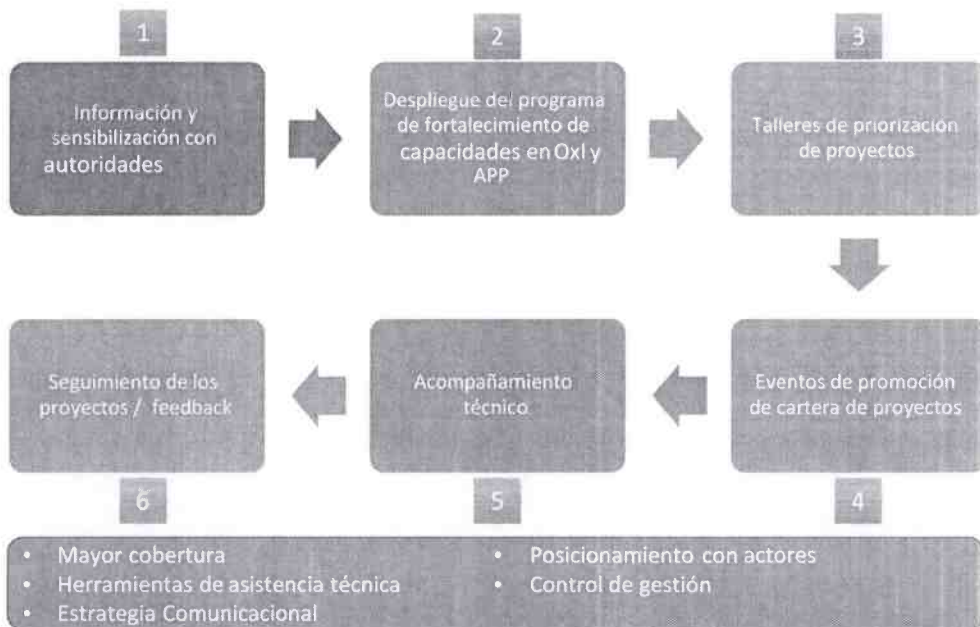 1
Información y
sensibilización con
autoridades
2
Despliegue del programa
de fortalecimiento de
capacidades en OxI y
APP
3
Talleres de priorización
de proyectos
Eventos de promoción
de cartera de proyectos
4
Acompañamiento
técnico
5
Seguimiento de los
proyectos / feedback
6
• Mayor cobertura
• Herramientas de asistencia técnica
• Estrategia Comunicacional
• Posicionamiento con actores
• Control de gestión